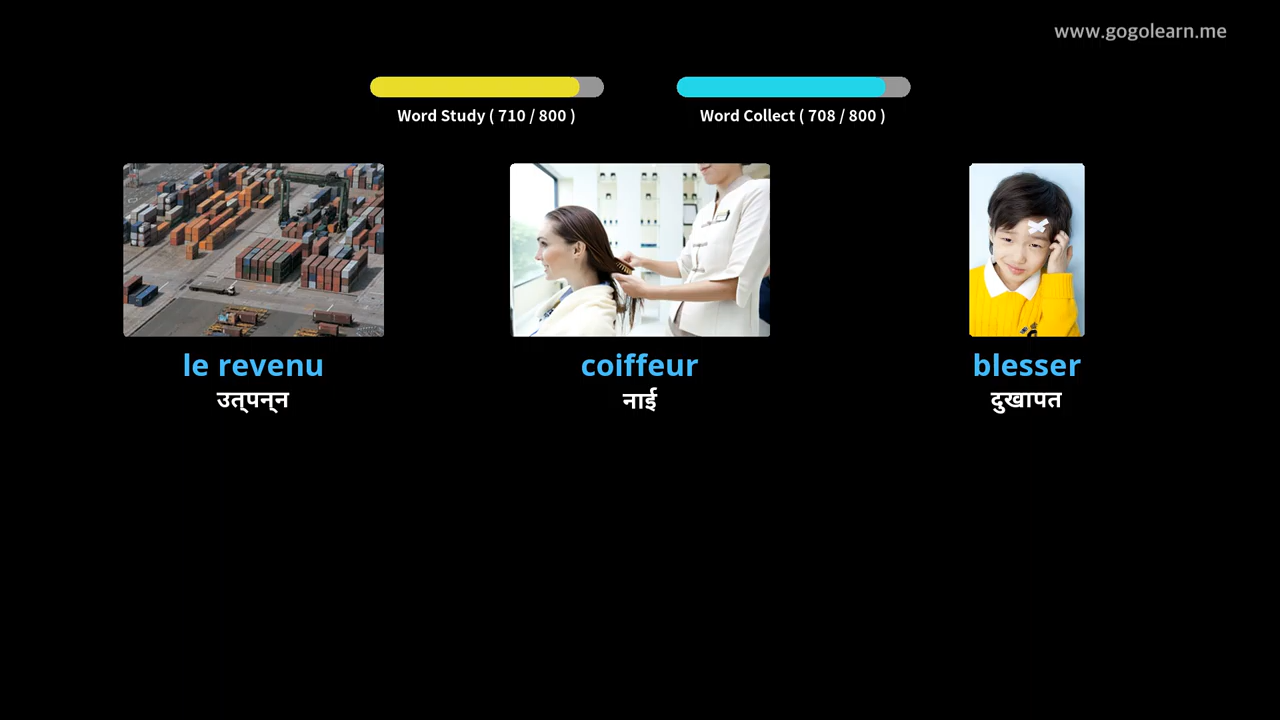 www.gogolearn.me
Word Study ( 710 / 800 )
Word Collect ( 708 / 800 )
le revenu
coiffeur
blesser
उत्पन्न
नाई
दुखापत